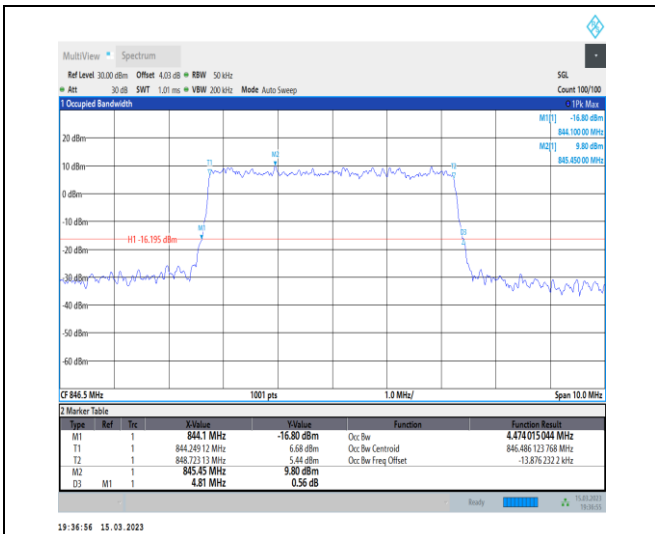 MultiView Spectrum
Ref Level 30.00 dBm Offset 4.03 dB RBW 50 kHz SGL
Att 30 dB SWT 1.01 ms VBW 200 kHz Mode Auto Sweep Count 100/100
1 Occupied Bandwidth 1Pk Max
M1[1] -16.80 dBm
844.100 00 MHz
M2[1] 9.80 dBm
845.450 00 MHz
20 dBm
10 dBm
0 dBm
-10 dBm
-20 dBm
-30 dBm
-40 dBm
-50 dBm
-60 dBm
T1
M2
T2
M1
D3
H1 -16.195 dBm
CF 846.5 MHz 1001 pts 1.0 MHz/ Span 10.0 MHz
2 Marker Table
Type Ref Trc X-Value Y-Value Function Function Result
M1 1 844.1 MHz -16.80 dBm Occ Bw 4.474 015 044 MHz
T1 1 844.249 12 MHz 6.68 dBm Occ Bw Centroid 846.486 123 768 MHz
T2 1 848.723 13 MHz 5.44 dBm Occ Bw Freq Offset -13.876 232 2 kHz
M2 1 845.45 MHz 9.80 dBm
D3 M1 1 4.81 MHz 0.56 dB
Ready 15.03.2023
19:36:55
19:36:56 15.03.2023